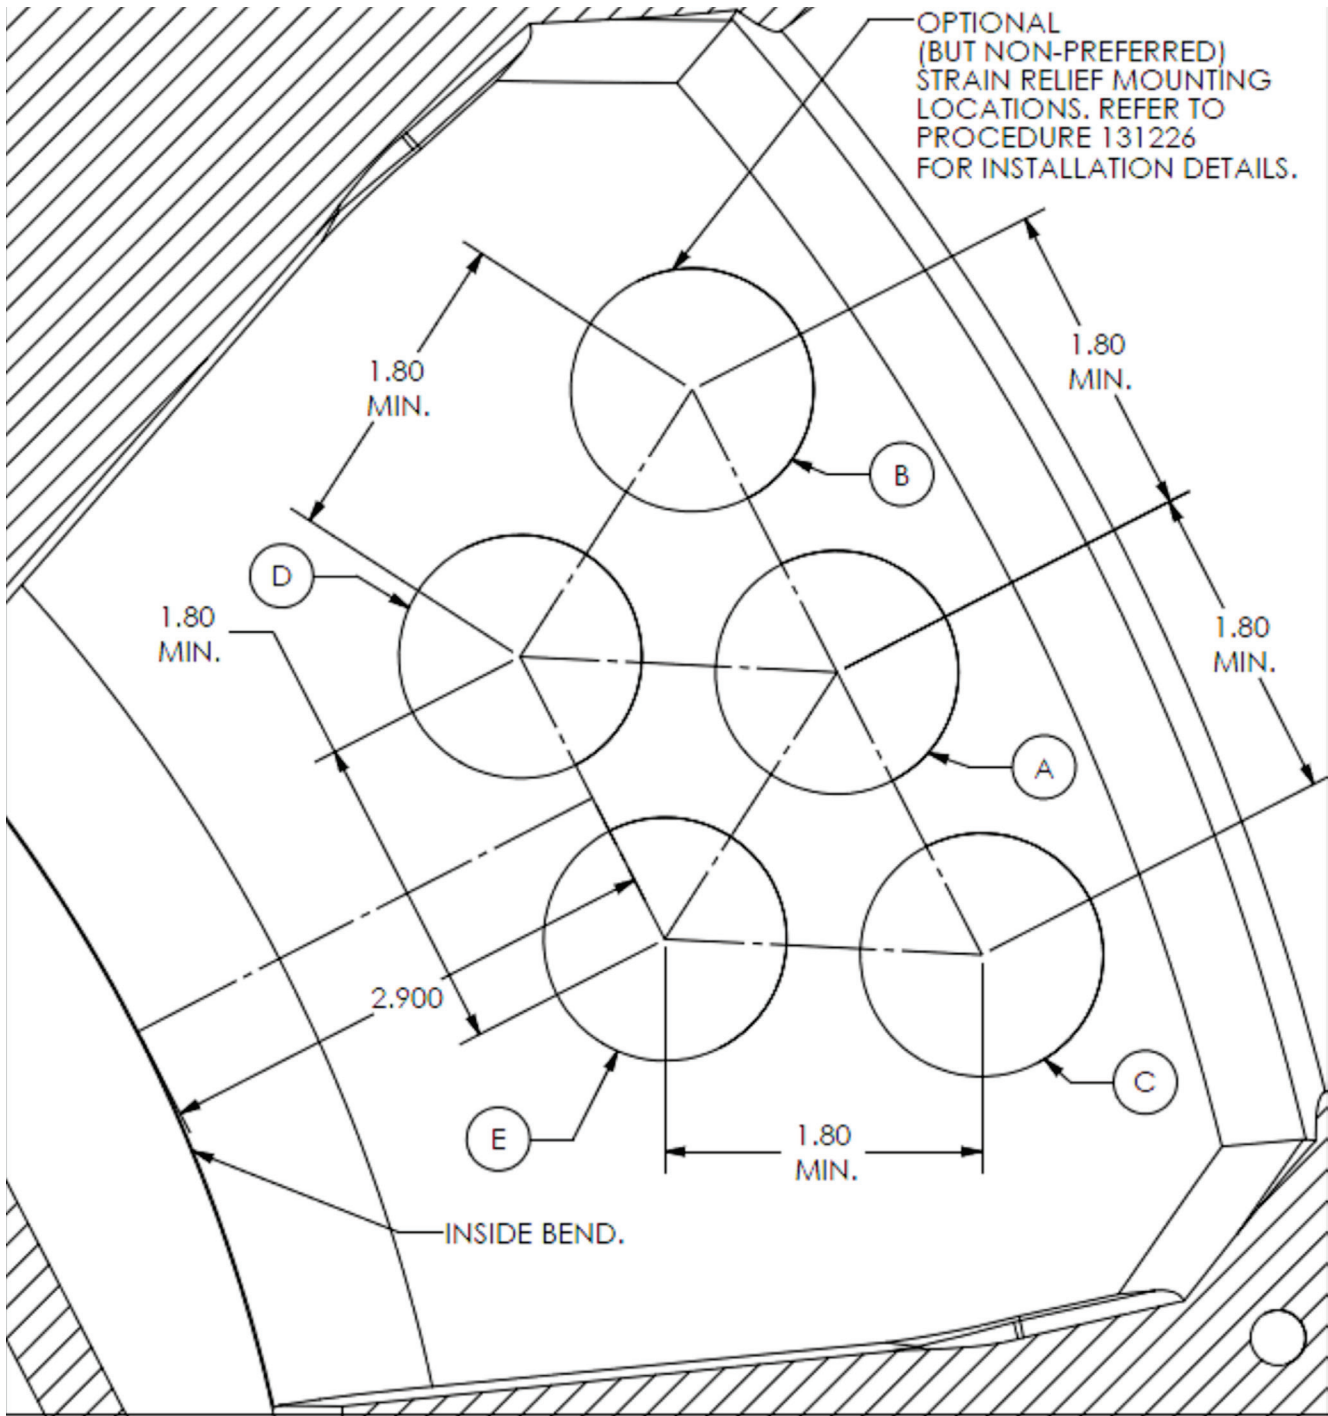 OPTIONAL
(BUT NON-PREFERRED)
STRAIN RELIEF MOUNTING
LOCATIONS. REFER TO
PROCEDURE 131226
FOR INSTALLATION DETAILS.
1.80
MIN.
1.80
MIN.
B
D
1.80
MIN.
1.80
MIN.
A
2.900
C
E
1.80
MIN.
INSIDE BEND.